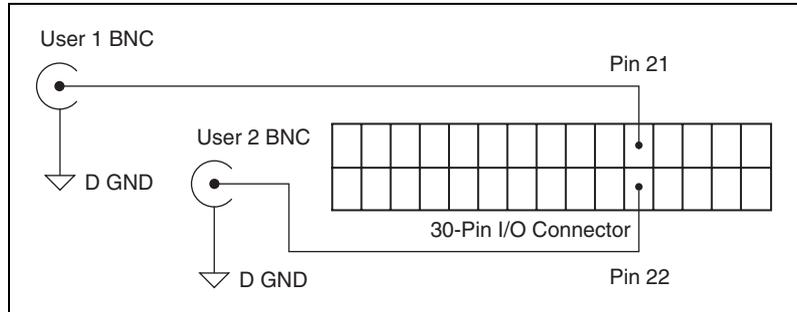 User 1 BNC
Pin 21
User 2 BNC
D GND
30-Pin I/O Connector
D GND
Pin 22